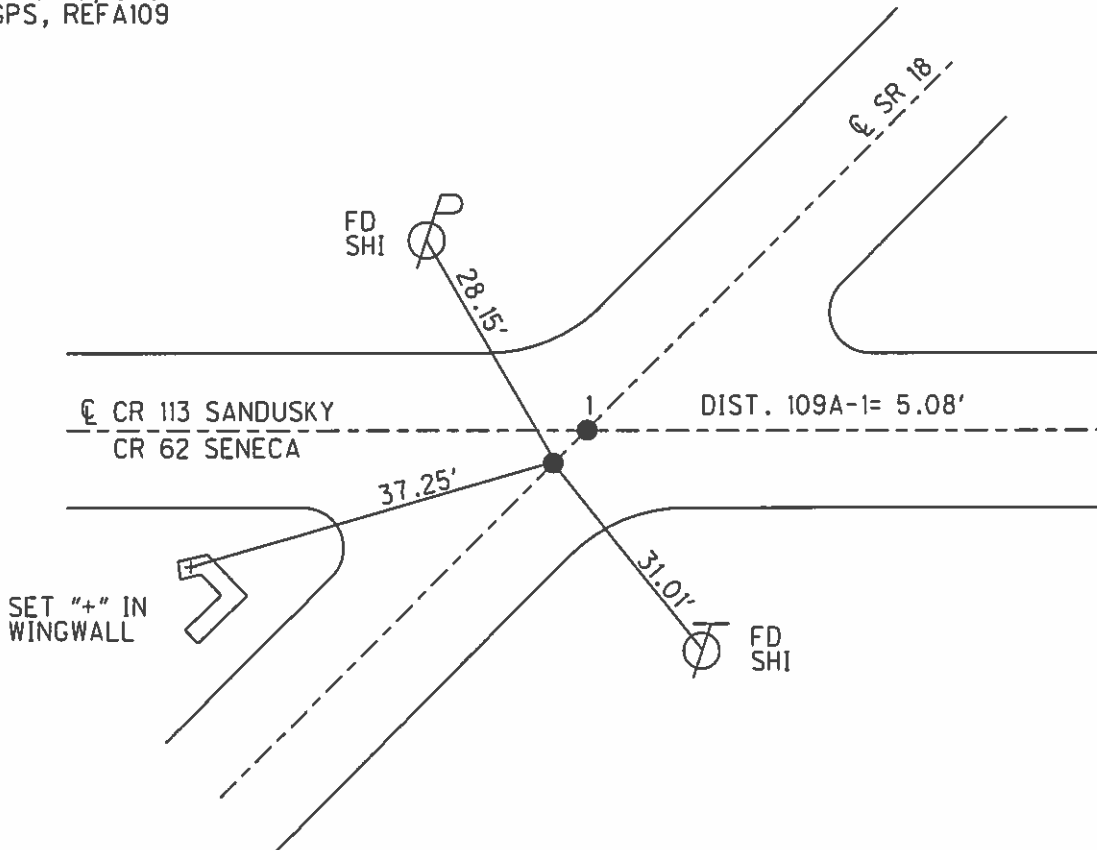 GPS, REFA109
℄ SR 18
FD
SHI
28.15'
1
DIST. 109A-1= 5.08'
℄ CR 113 SANDUSKY
CR 62 SENECA
37.25'
31.01'
SET "+" IN
WINGWALL
FD
SHI